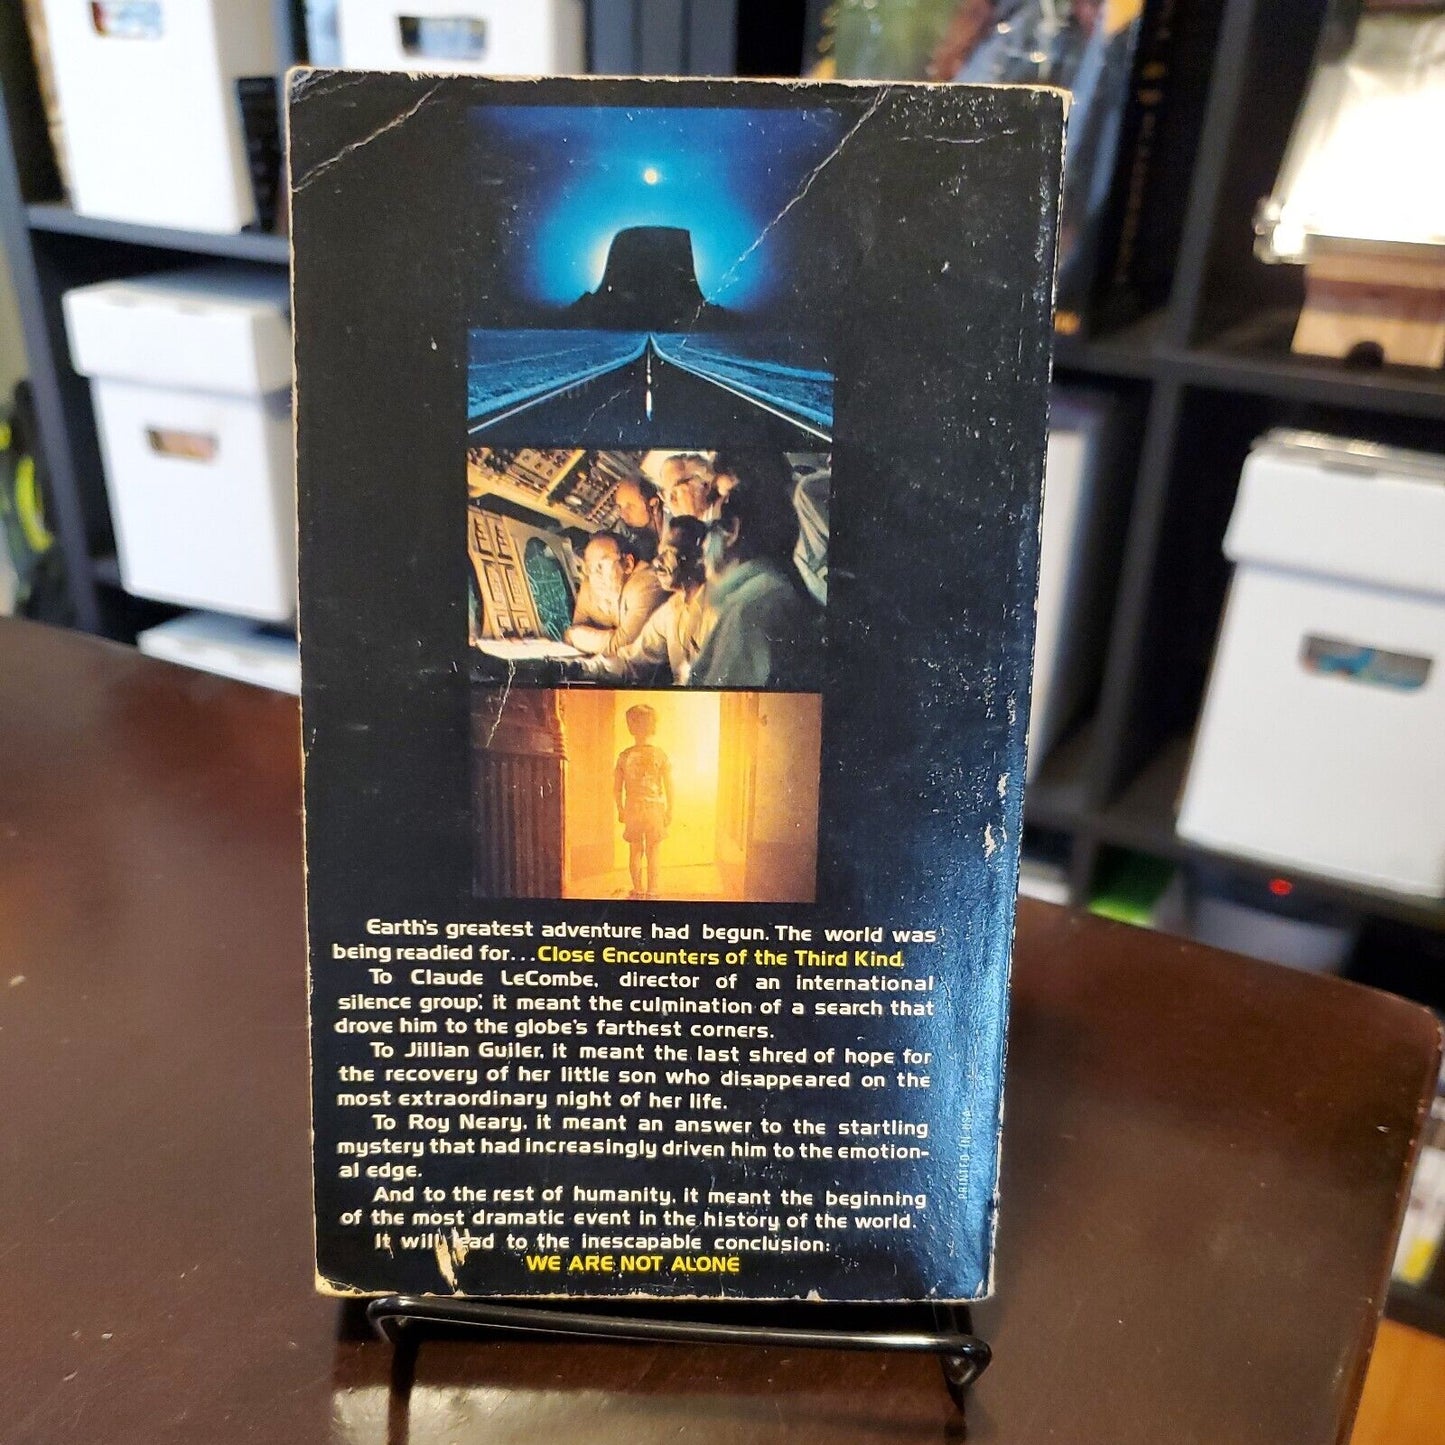 Earth's greatest adventure had begun. The world was
being readied for...Close Encounters of the Third Kind.
To Claude LeCombe, director of an international
silence group, it meant the culmination of a search that
drove him to the globe's farthest corners.
To Jillian Guiler, it meant the last shred of hope for
the recovery of her little son who disappeared on the
most extraordinary night of her life.
To Roy Neary, it meant an answer to the startling
mystery that had increasingly driven him to the emotion-
al edge.
And to the rest of humanity, it meant the beginning
of the most dramatic event in the history of the world.
It will lead to the inescapable conclusion:
WE ARE NOT ALONE
PRINTED IN USA